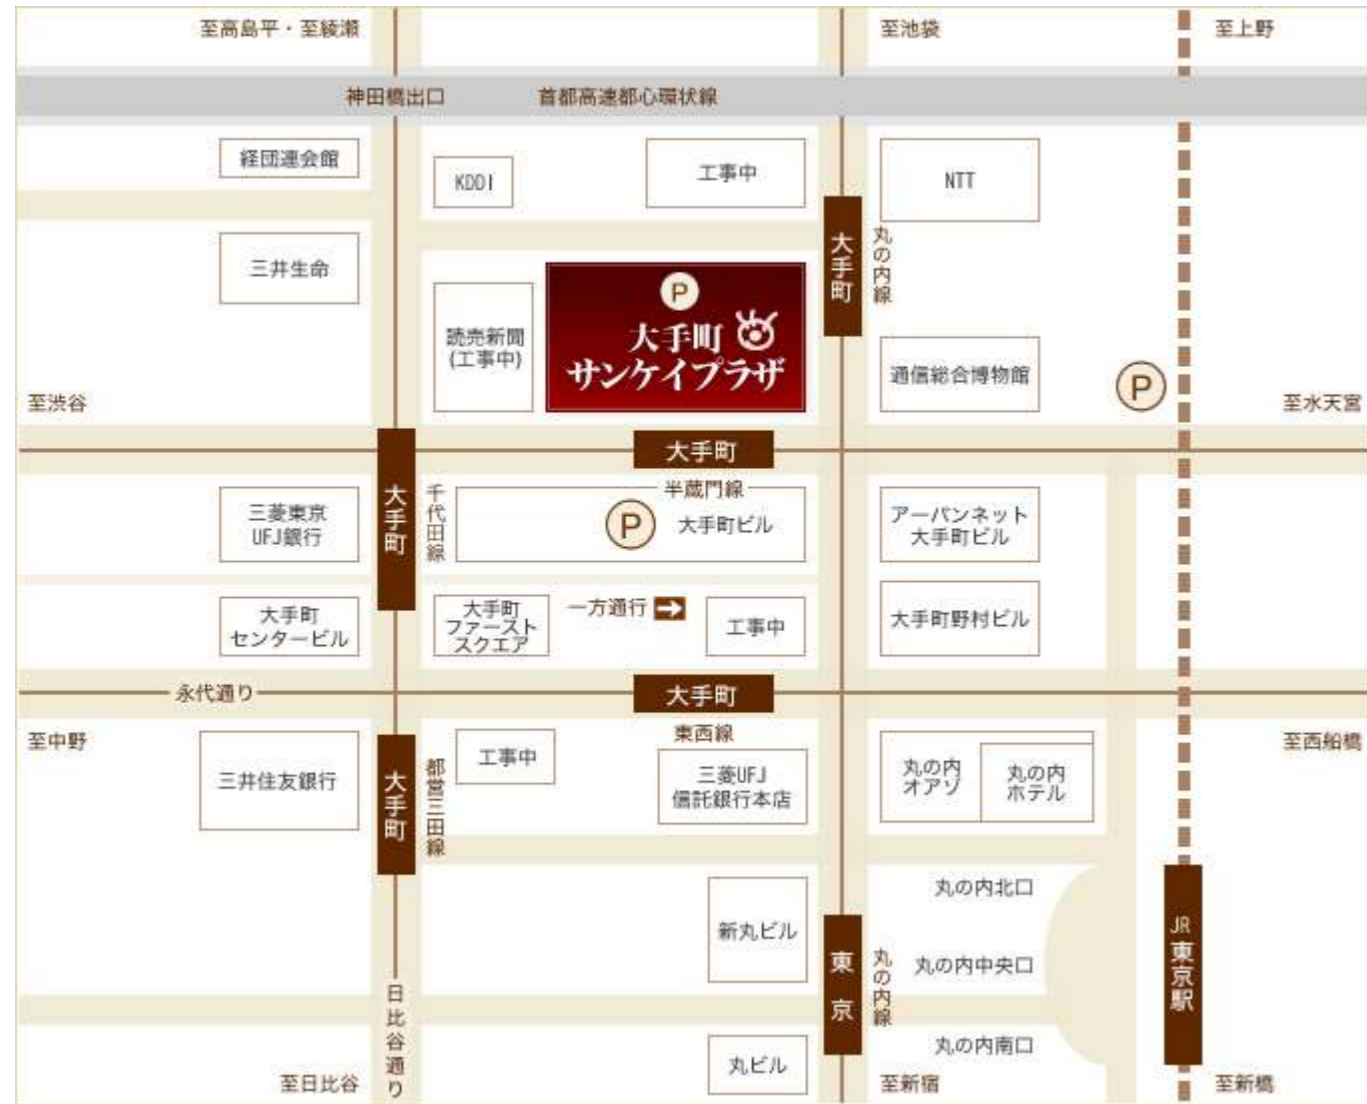 至高島平・至綾瀬
至池袋
至上野
神田橋出口
首都高速都心環状線
経団連会館
KDDI
工事中
NTT
三井生命
大手町
丸の内線
読売新聞
(工事中)
P
大手町
サンケイプラザ
通信総合博物館
P
至渋谷
至水天宮
大手町
大手町
千代田線
半蔵門線
三菱東京
UFJ銀行
P
大手町ビル
アーバンネット
大手町ビル
大手町
センタービル
大手町
ファースト
スクエア
一方通行
工事中
大手町野村ビル
永代通り
大手町
東西線
至中野
至西船橋
三井住友銀行
大手町
都営三田線
工事中
三菱UFJ
信託銀行本店
丸の内
オアゾ
丸の内
ホテル
新丸ビル
東京
丸の内線
丸の内北口
丸の内中央口
丸の内南口
JR東京駅
日比谷通り
丸ビル
至日比谷
至新宿
至新橋